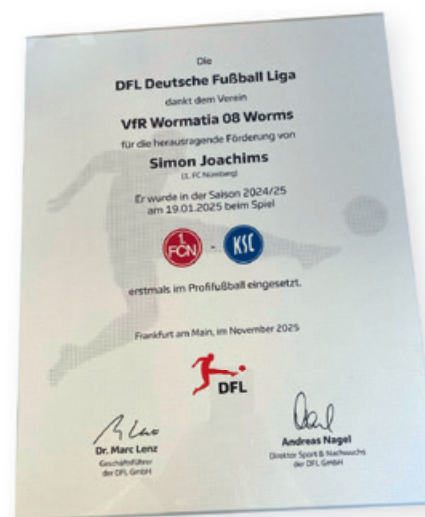 Die
DFL Deutsche Fußball Liga
dankt dem Verein
VfR Wormatia 08 Worms
für die herausragende Förderung von
Simon Joachims
(1. FC Nürnberg)
Er wurde in der Saison 2024/25
am 19.01.2025 beim Spiel
1. FCN - KSC
erstmals im Profifußball eingesetzt.
Frankfurt am Main, im November 2025
DFL
Dr. Marc Lenz
Geschäftsführer
der DFL GmbH
Andreas Nagel
Direktor Sport & Nachwuchs
der DFL GmbH